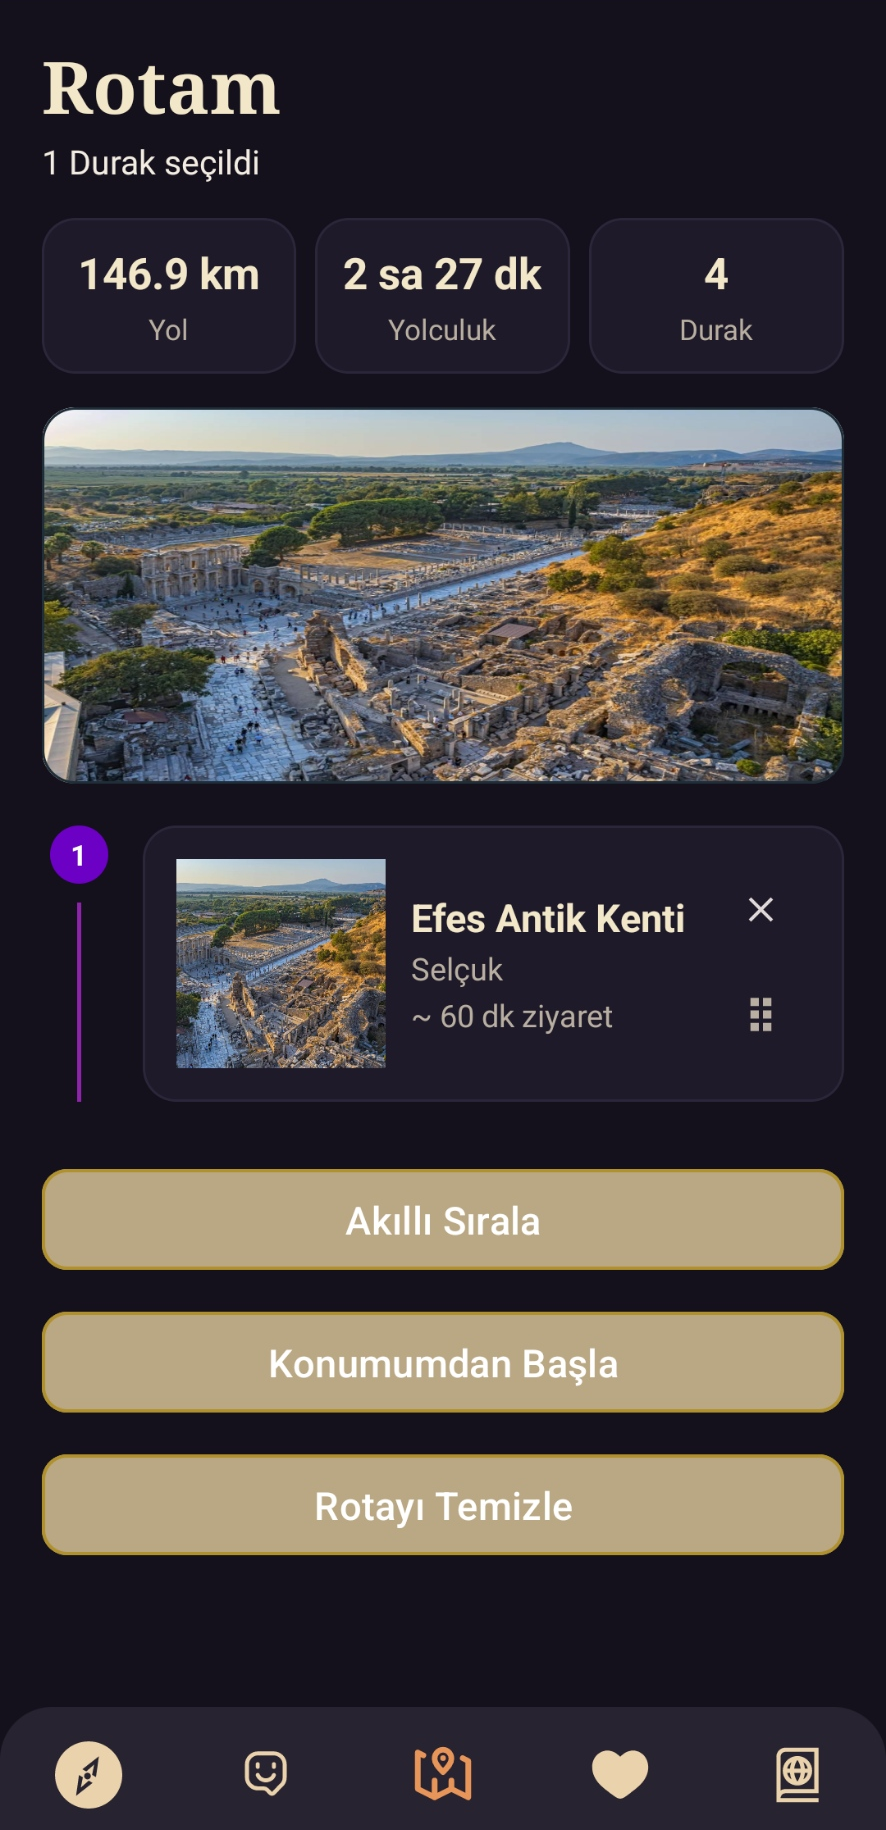 Rotam
1 Durak seçildi
146.9 km
Yol
2 sa 27 dk
Yolculuk
4
Durak
1
Efes Antik Kenti
Selçuk
~ 60 dk ziyaret
Akıllı Sırala
Konumumdan Başla
Rotayı Temizle